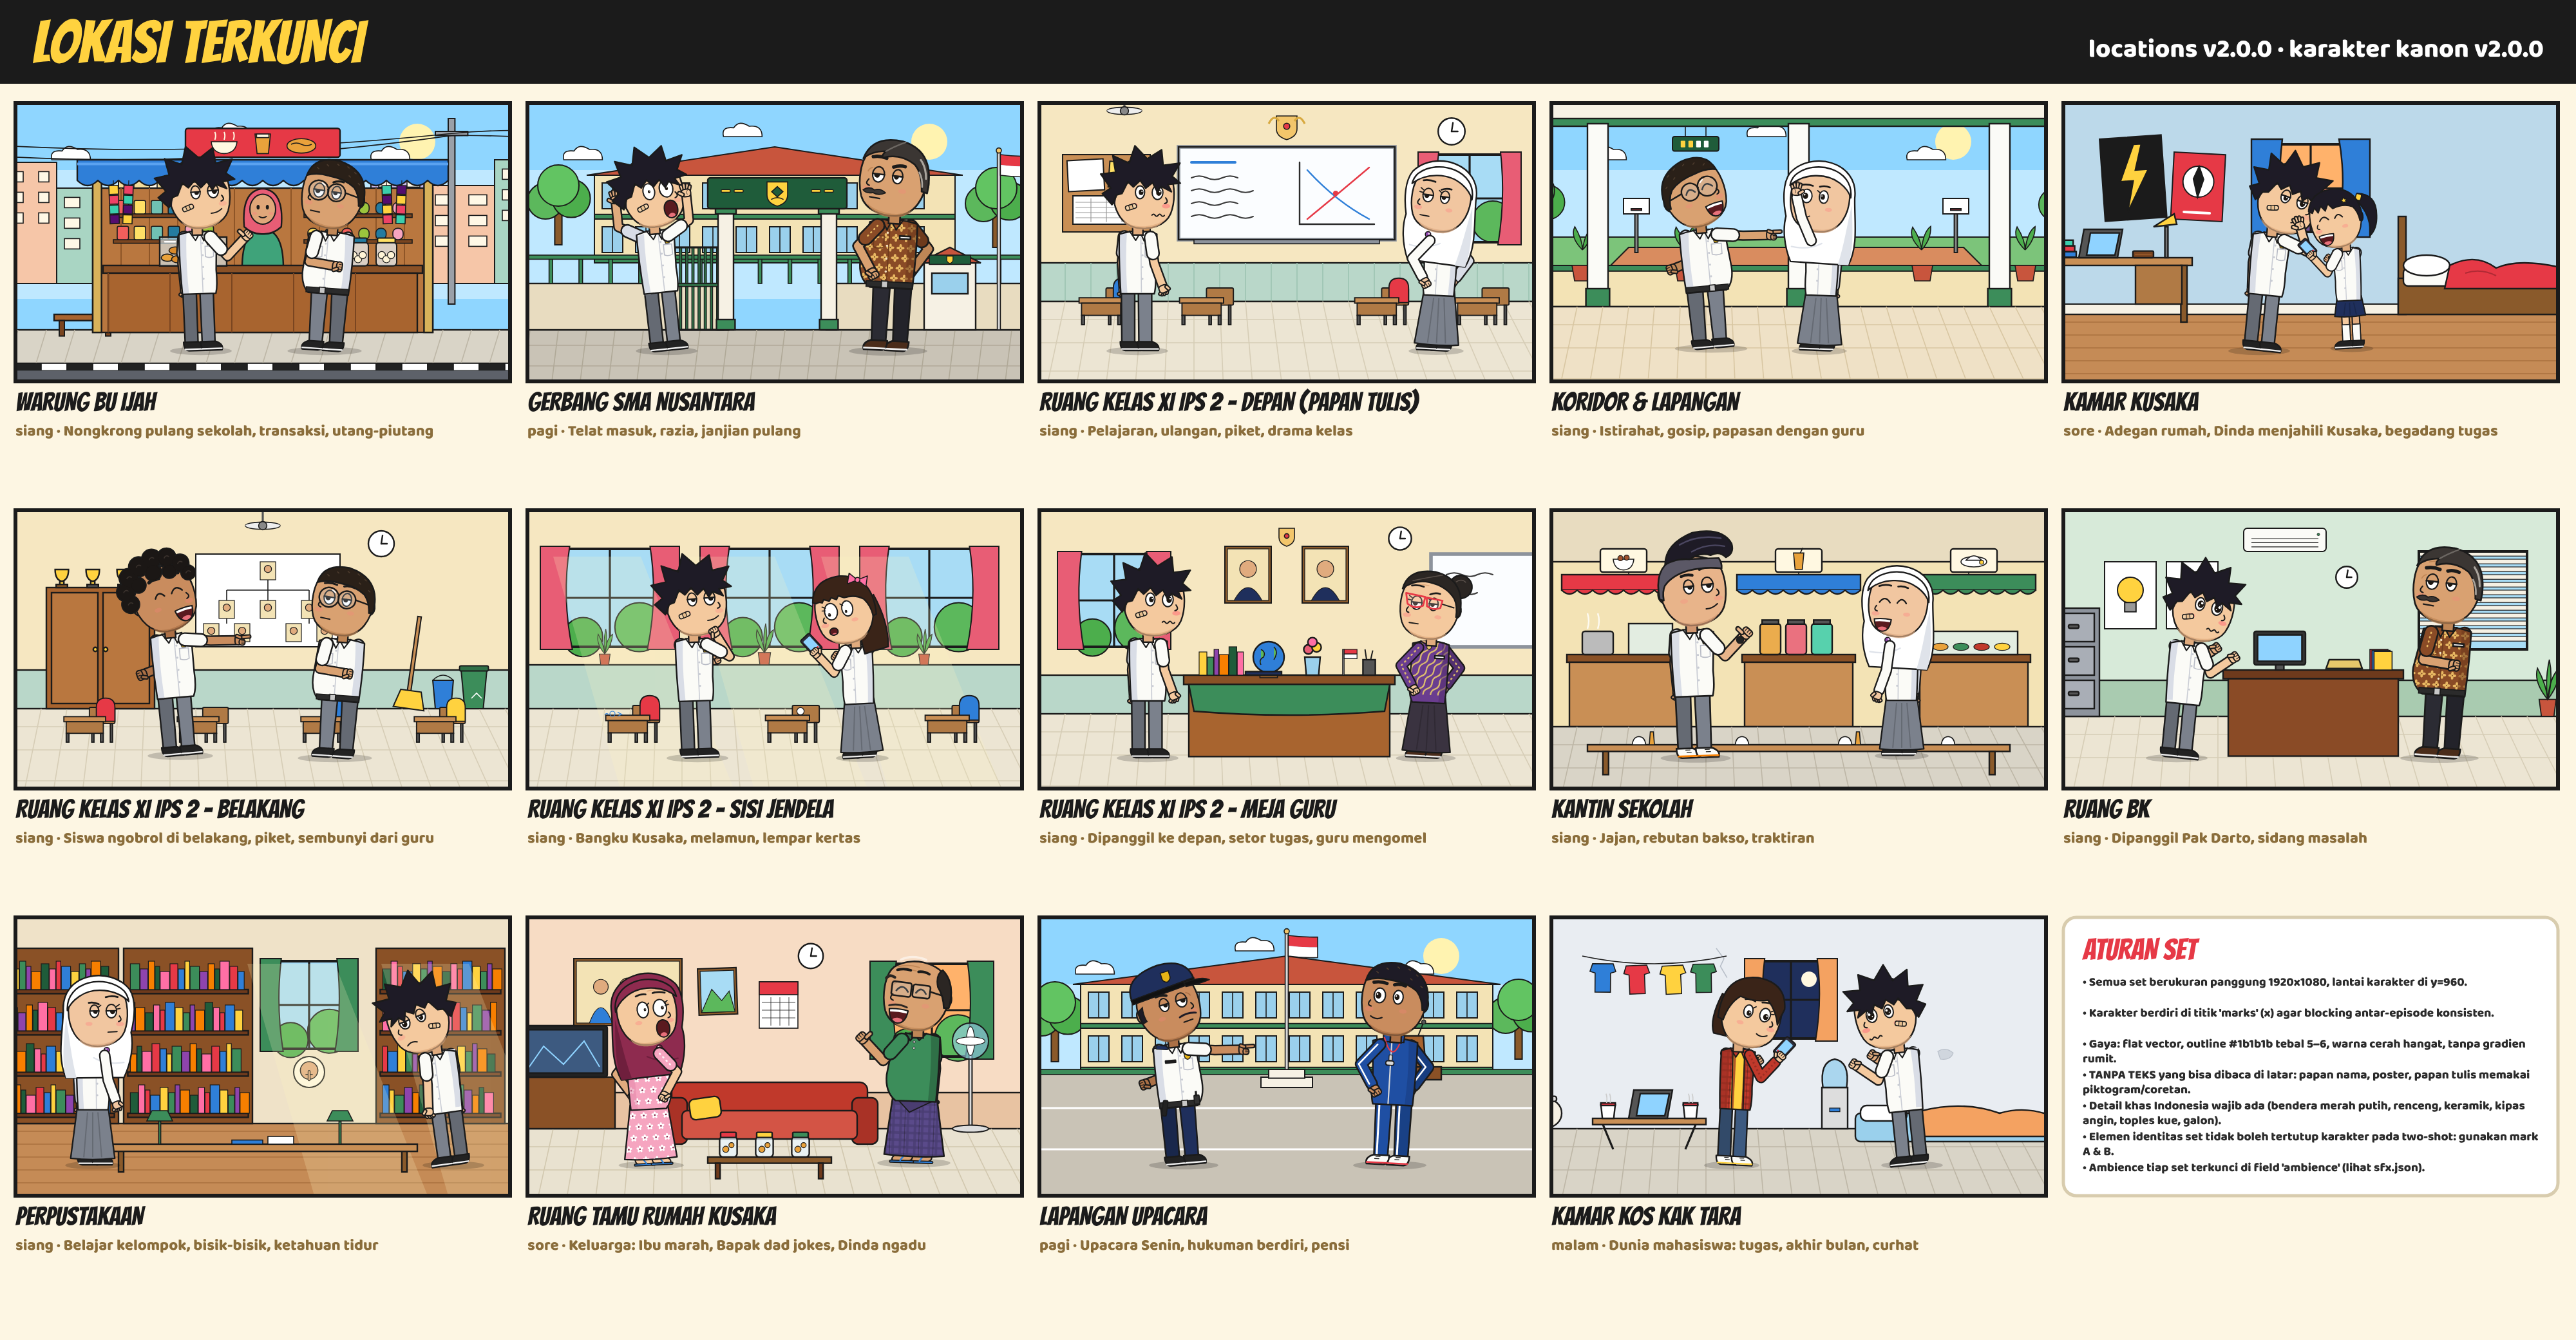 LOKASI TERKUNCI
locations v2.0.0 · karakter kanon v2.0.0
WARUNG BU IJAH
siang · Nongkrong pulang sekolah, transaksi, utang-piutang
GERBANG SMA NUSANTARA
pagi · Telat masuk, razia, janjian pulang
RUANG KELAS XI IPS 2 - DEPAN (PAPAN TULIS)
siang · Pelajaran, ulangan, piket, drama kelas
KORIDOR & LAPANGAN
siang · Istirahat, gosip, papasan dengan guru
KAMAR KUSAKA
sore · Adegan rumah, Dinda menjahili Kusaka, begadang tugas
RUANG KELAS XI IPS 2 - BELAKANG
siang · Siswa ngobrol di belakang, piket, sembunyi dari guru
RUANG KELAS XI IPS 2 - SISI JENDELA
siang · Bangku Kusaka, melamun, lempar kertas
RUANG KELAS XI IPS 2 - MEJA GURU
siang · Dipanggil ke depan, setor tugas, guru mengomel
KANTIN SEKOLAH
siang · Jajan, rebutan bakso, traktiran
RUANG BK
siang · Dipanggil Pak Darto, sidang masalah
PERPUSTAKAAN
siang · Belajar kelompok, bisik-bisik, ketahuan tidur
RUANG TAMU RUMAH KUSAKA
sore · Keluarga: Ibu marah, Bapak dad jokes, Dinda ngadu
LAPANGAN UPACARA
pagi · Upacara Senin, hukuman berdiri, pensi
KAMAR KOS KAK TARA
malam · Dunia mahasiswa: tugas, akhir bulan, curhat
ATURAN SET
• Semua set berukuran panggung 1920x1080, lantai karakter di y=960.
• Karakter berdiri di titik 'marks' (x) agar blocking antar-episode konsisten.
• Gaya: flat vector, outline #1b1b1b tebal 5–6, warna cerah hangat, tanpa gradien
rumit.
• TANPA TEKS yang bisa dibaca di latar: papan nama, poster, papan tulis memakai
piktogram/coretan.
• Detail khas Indonesia wajib ada (bendera merah putih, renceng, keramik, kipas
angin, toples kue, galon).
• Elemen identitas set tidak boleh tertutup karakter pada two-shot: gunakan mark
A & B.
• Ambience tiap set terkunci di field 'ambience' (lihat sfx.json).